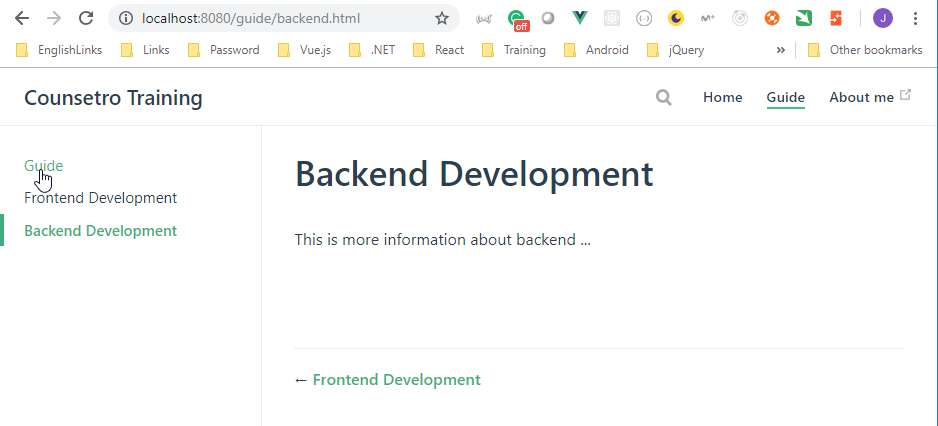 localhost:8080/guide/backend.html
off
J
EnglishLinks Links Password Vue.js .NET React Training Android jQuery » Other bookmarks
Counsetro Training Home Guide About me
Guide
Frontend Development
Backend Development
Backend Development
This is more information about backend ...
← Frontend Development